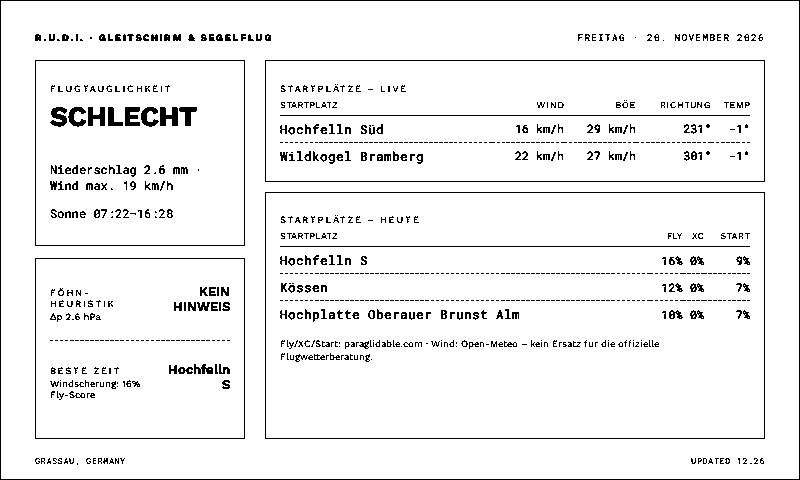 R.U.D.I. · GLEITSCHIRM & SEGELFLUG
FREITAG · 20. NOVEMBER 2026
FLUGTAUGLICHKEIT
SCHLECHT
Niederschlag 2.6 mm ·
Wind max. 19 km/h
Sonne 07:22–16:28
FÖHN-
HEURISTIK
Δp 2.6 hPa
KEIN
HINWEIS
BESTE ZEIT
Windscherung: 16%
Fly-Score
Hochfelln
S
STARTPLÄTZE – LIVE
STARTPLATZ WIND BÖE RICHTUNG TEMP
Hochfelln Süd 16 km/h 29 km/h 231° -1°
Wildkogel Bramberg 22 km/h 27 km/h 301° -1°
STARTPLÄTZE – HEUTE
STARTPLATZ FLY XC START
Hochfelln S 16% 0% 9%
Kössen 12% 0% 7%
Hochplatte Oberauer Brunst Alm 10% 0% 7%
Fly/XC/Start: paraglidable.com · Wind: Open-Meteo – kein Ersatz für die offizielle
Flugwetterberatung.
GRASSAU, GERMANY
UPDATED 12.26